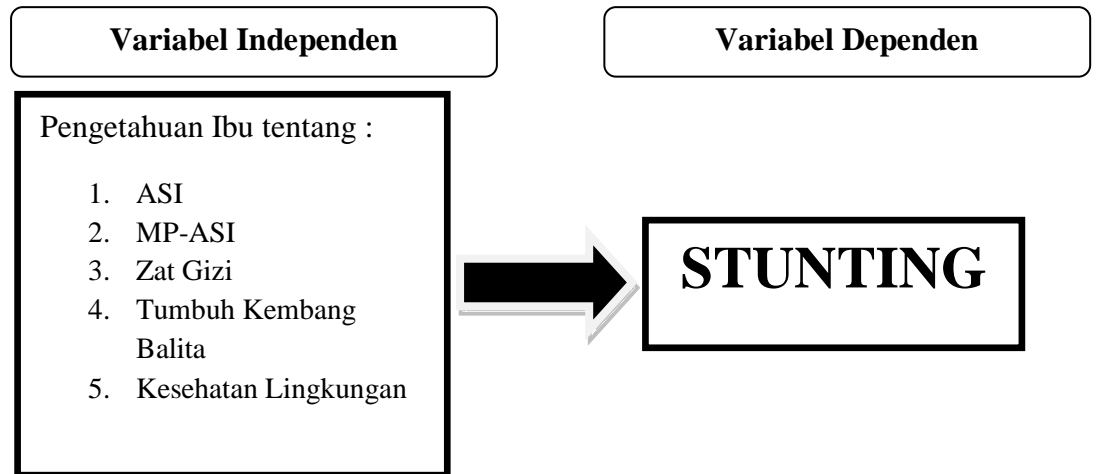 Variabel Independen
Variabel Dependen
Pengetahuan Ibu tentang :
1. ASI
2. MP-ASI
3. Zat Gizi
4. Tumbuh Kembang
Balita
5. Kesehatan Lingkungan
STUNTING